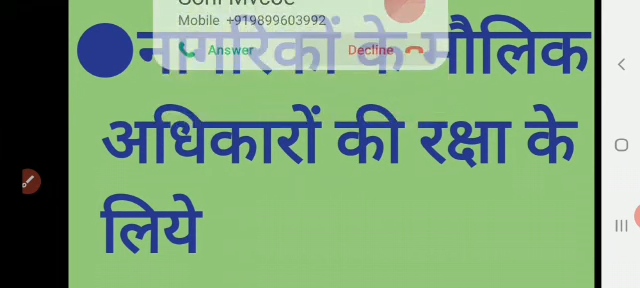 Mobile +919899603992
Answer Decline
नागरिकों के मौलिक
अधिकारों की रक्षा के
लिये